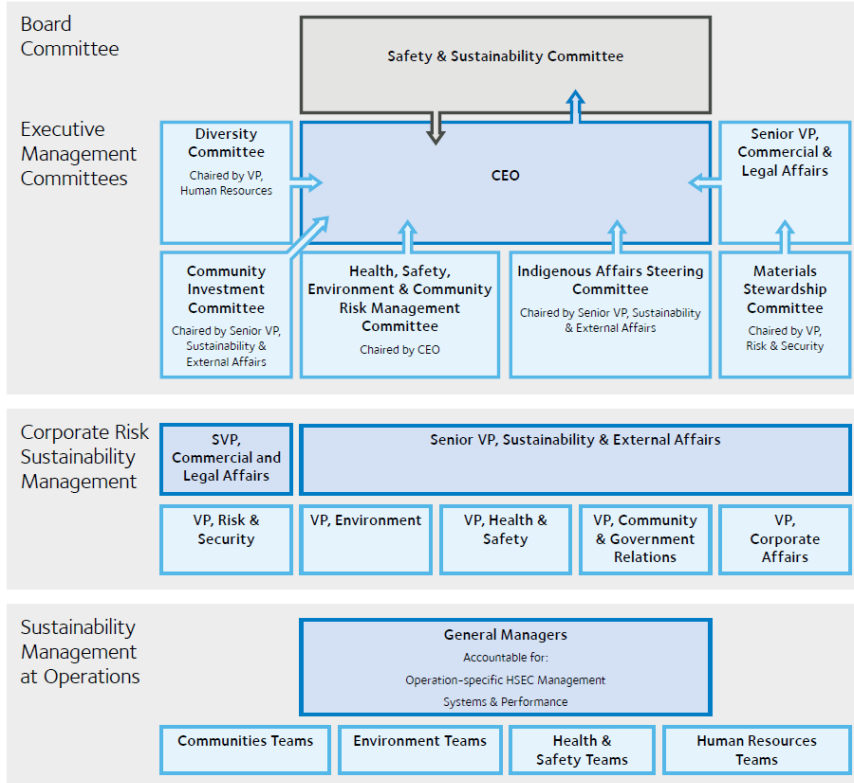 Board
Committee
Safety & Sustainability Committee
Executive
Management
Committees
Diversity
Committee
Chaired by VP,
Human Resources
CEO
Senior VP,
Commercial &
Legal Affairs
Community
Investment
Committee
Chaired by Senior VP,
Sustainability &
External Affairs
Health, Safety,
Environment & Community
Risk Management
Committee
Chaired by CEO
Indigenous Affairs Steering
Committee
Chaired by Senior VP, Sustainability
& External Affairs
Materials
Stewardship
Committee
Chaired by VP,
Risk & Security
Corporate Risk
Sustainability
Management
SVP,
Commercial and
Legal Affairs
Senior VP, Sustainability & External Affairs
VP, Risk &
Security
VP, Environment
VP, Health &
Safety
VP, Community
& Government
Relations
VP,
Corporate
Affairs
Sustainability
Management
at Operations
General Managers
Accountable for:
Operation-specific HSEC Management
Systems & Performance
Communities Teams
Environment Teams
Health &
Safety Teams
Human Resources
Teams